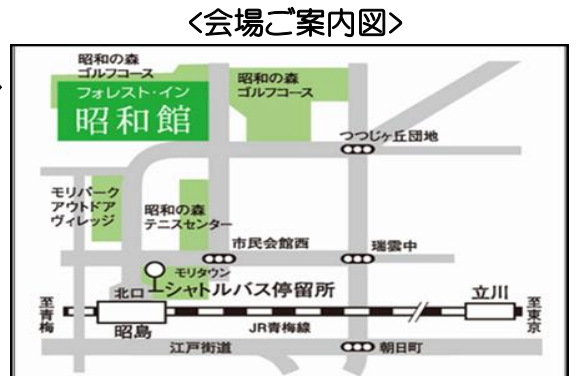 <会場ご案内図>
昭和の森
ゴルフコース
フォレスト・イン
昭和館
昭和の森
ゴルフコース
つつじヶ丘団地
モリパーク
アウトドア
ヴィレッジ
昭和の森
テニスセンター
市民会館西
瑞雲中
モリタウン
北口
シャトルバス停留所
立川
至青梅
至東京
昭島
JR青梅線
江戸街道
朝日町